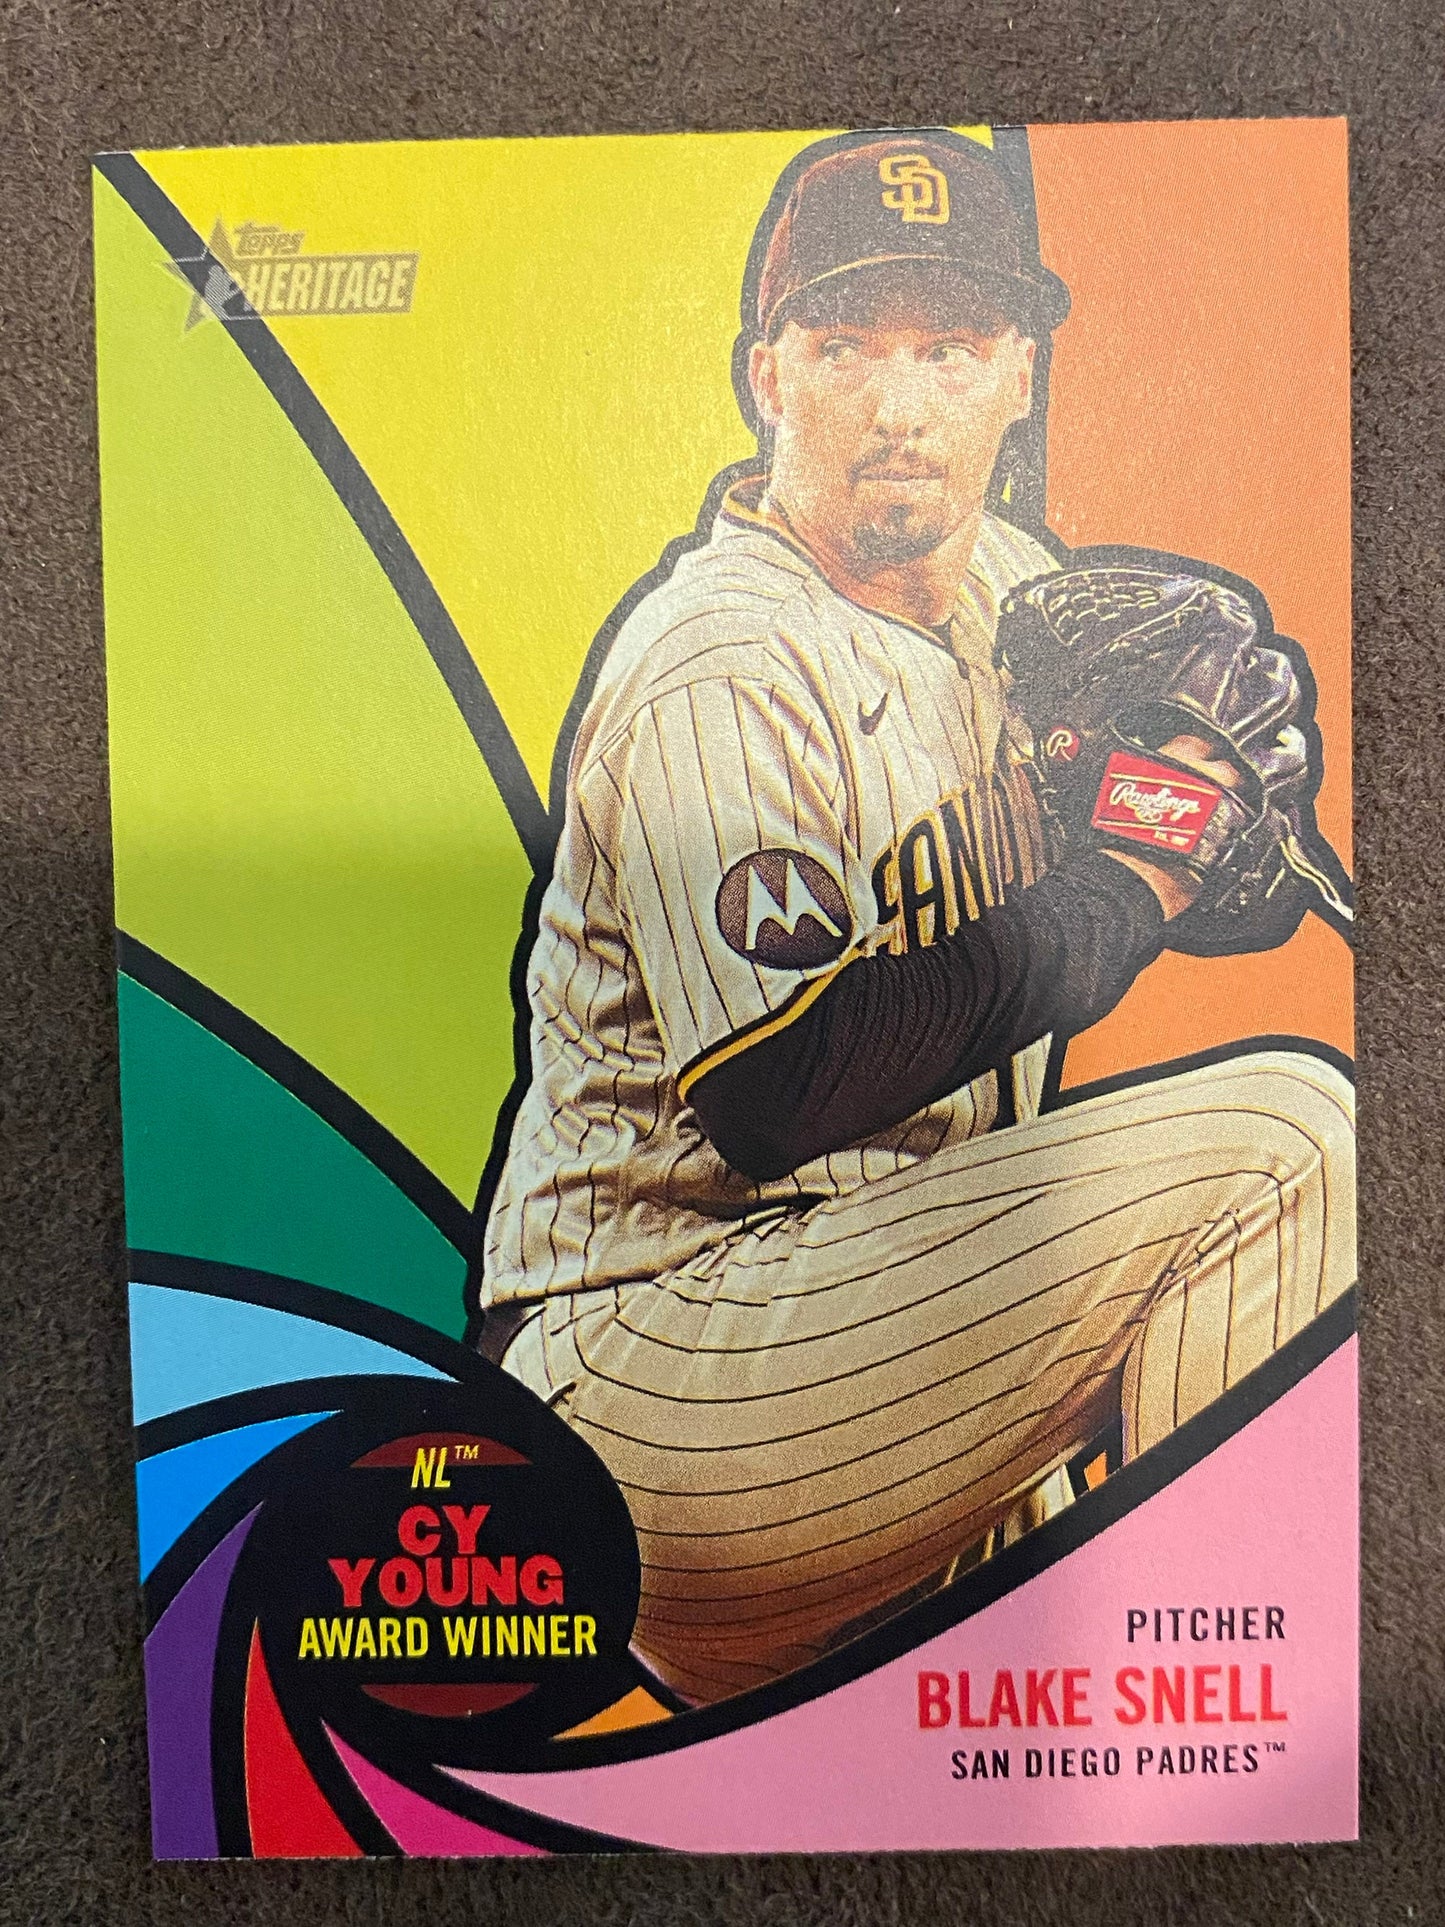 Topps
HERITAGE
SD
R
Rawlings
SAN D
NL™
CY
YOUNG
AWARD WINNER
PITCHER
BLAKE SNELL
SAN DIEGO PADRES™